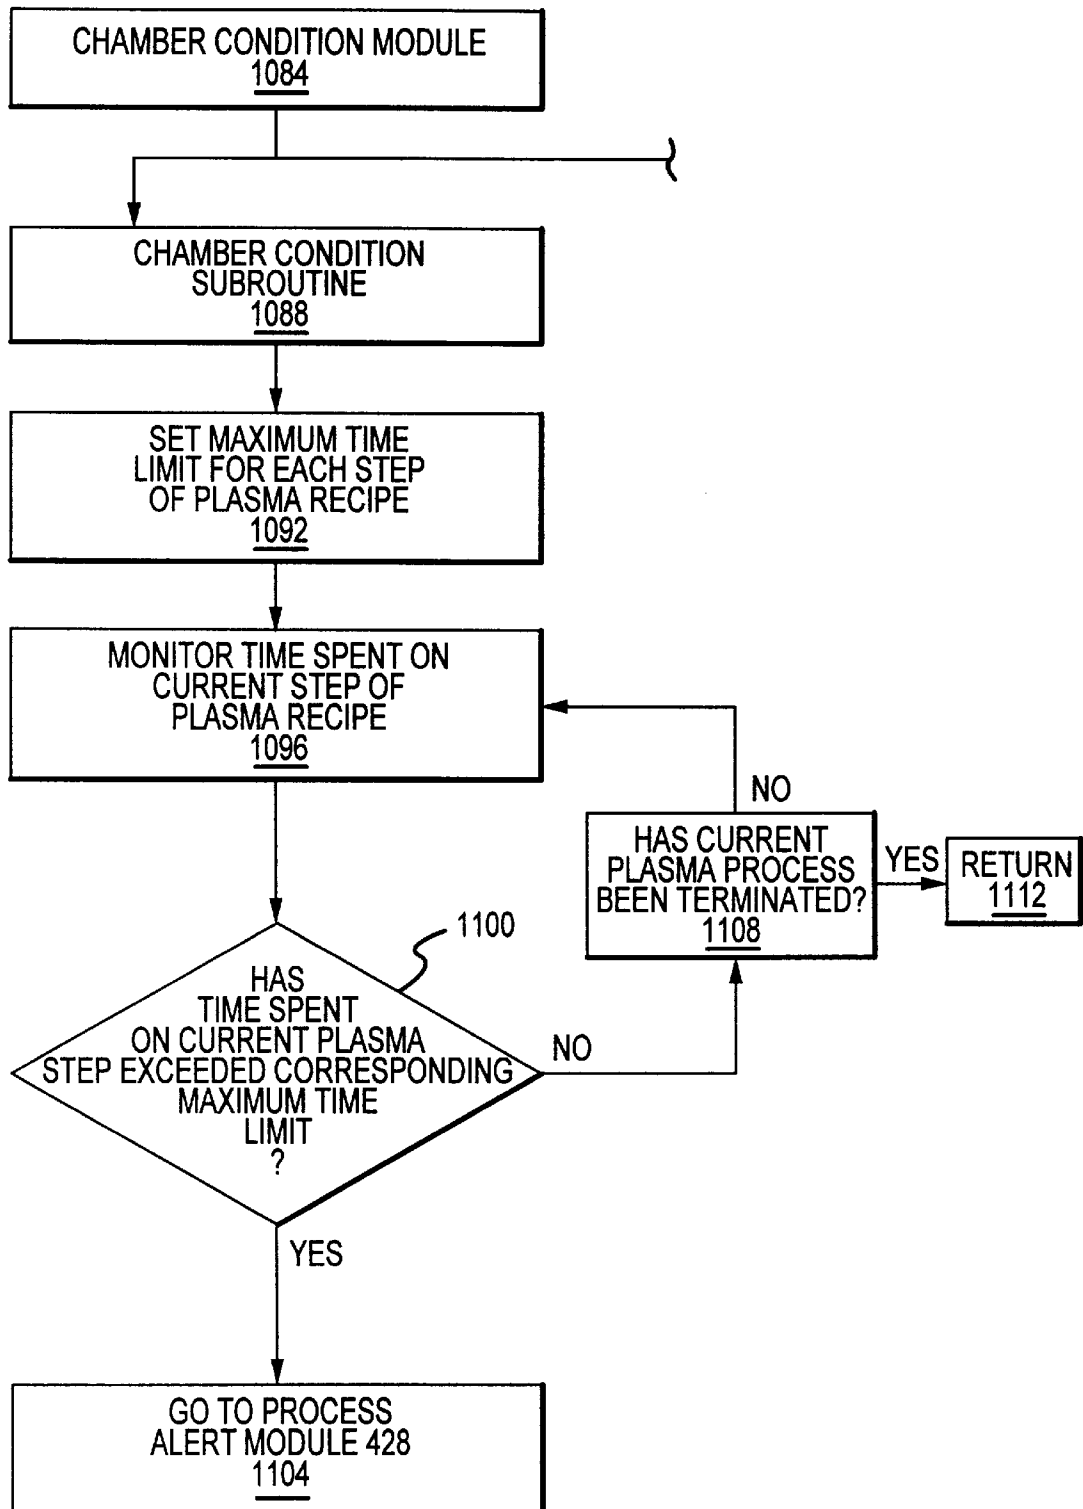 CHAMBER CONDITION MODULE
1084
CHAMBER CONDITION
SUBROUTINE
1088
SET MAXIMUM TIME
LIMIT FOR EACH STEP
OF PLASMA RECIPE
1092
MONITOR TIME SPENT ON
CURRENT STEP OF
PLASMA RECIPE
1096
NO
HAS CURRENT
PLASMA PROCESS
BEEN TERMINATED?
1108
YES
RETURN
1112
1100
HAS
TIME SPENT
ON CURRENT PLASMA
STEP EXCEEDED CORRESPONDING
MAXIMUM TIME
LIMIT
?
NO
YES
GO TO PROCESS
ALERT MODULE 428
1104